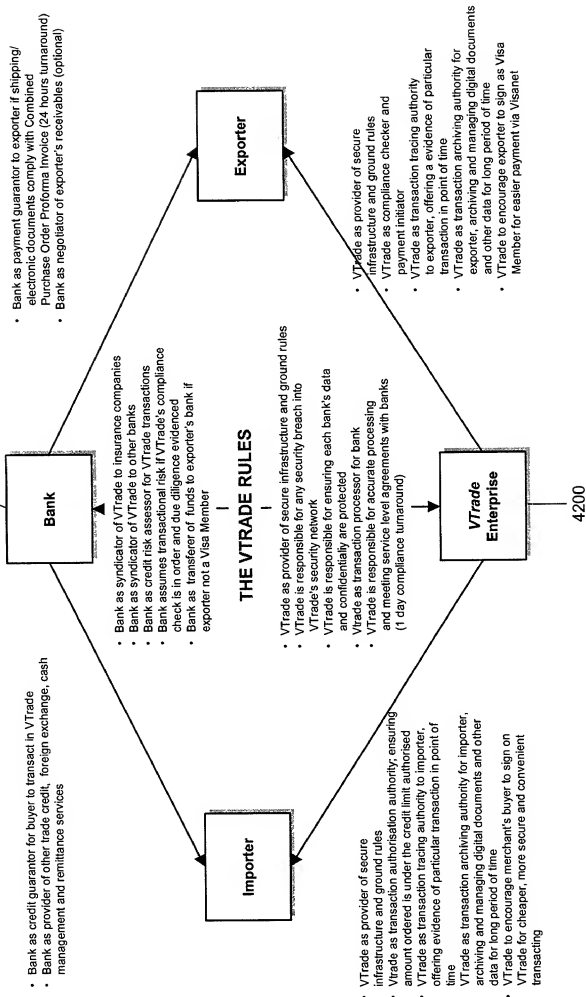 • Bank as credit guarantor for buyer to transact in VTrade
• Bank as provider of other trade credit, foreign exchange, cash
management and remittance services
Bank
• Bank as payment guarantor to exporter if shipping/
electronic documents comply with Combined
Purchase Order Proforma Invoice (24 hours turnaround)
• Bank as negotiator of exporter's receivables (optional)
• Bank as syndicator of VTrade to insurance companies
• Bank as syndicator of VTrade to other banks
• Bank as credit risk assessor for VTrade transactions
• Bank assumes transactional risk if VTrade's compliance
check is in order and due diligence evidenced
• Bank as transferer of funds to exporter's bank if
exporter not a Visa Member
Importer
THE VTRADE RULES
Exporter
• VTrade as provider of secure infrastructure and ground rules
• VTrade is responsible for any security breach into
VTrade's security network
• VTrade is responsible for ensuring each bank's data
and confidentially are protected
• Vtrade as transaction processor for bank
• VTrade is responsible for accurate processing
and meeting service level agreements with banks
(1 day compliance turnaround)
• VTrade as provider of secure
infrastructure and ground rules
• Vtrade as transaction authorisation authority; ensuring
amount ordered is under the credit limit authorised
• VTrade as transaction tracing authority to importer,
offering evidence of particular transaction in point of
time
VTrade as transaction archiving authority for importer,
archiving and managing digital documents and other
data for long period of time
• VTrade to encourage merchant's buyer to sign on
VTrade for cheaper, more secure and convenient
transacting
VTrade
Enterprise
• VTrade as provider of secure
infrastructure and ground rules
• VTrade as compliance checker and
payment initiator
• VTrade as transaction tracing authority
to exporter, offering a evidence of particular
transaction in point of time
• VTrade as transaction archiving authority for
exporter, archiving and managing digital documents
and other data for long period of time
• VTrade to encourage exporter to sign as Visa
Member for easier payment via Visanet
4200